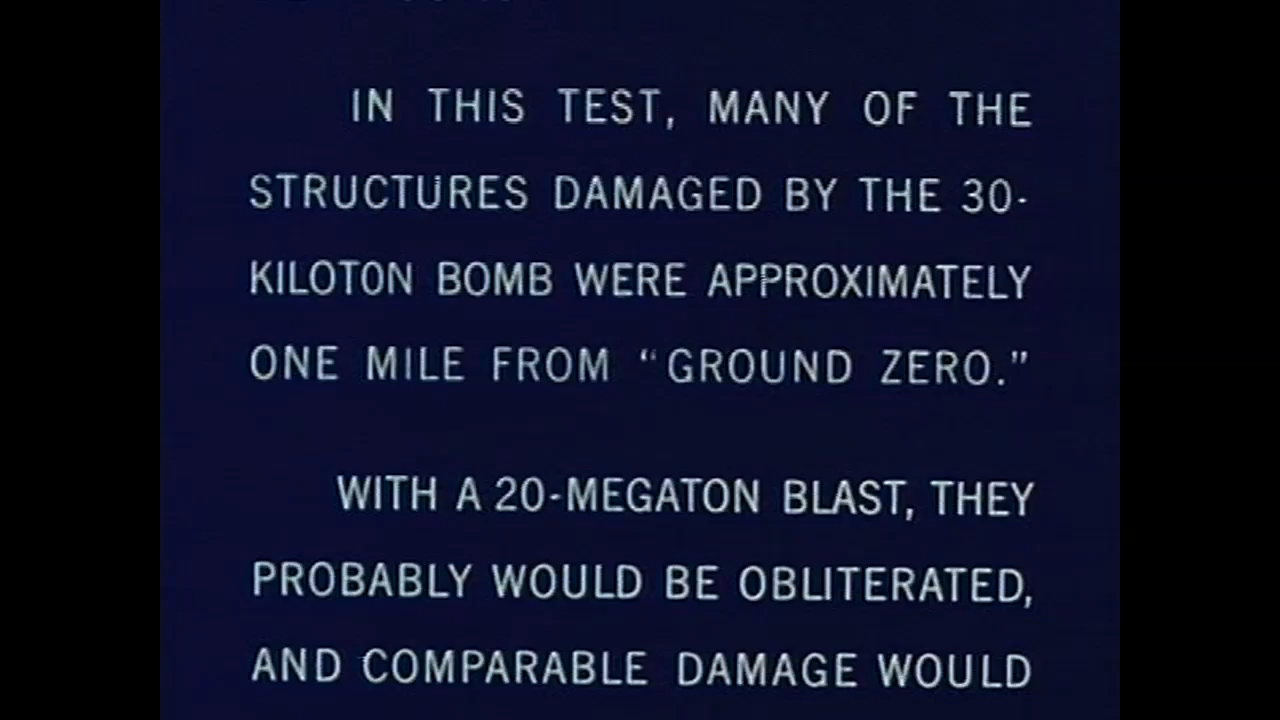 IN THIS TEST, MANY OF THE
STRUCTURES DAMAGED BY THE 30-
KILOTON BOMB WERE APPROXIMATELY
ONE MILE FROM “GROUND ZERO.”
WITH A 20-MEGATON BLAST, THEY
PROBABLY WOULD BE OBLITERATED,
AND COMPARABLE DAMAGE WOULD